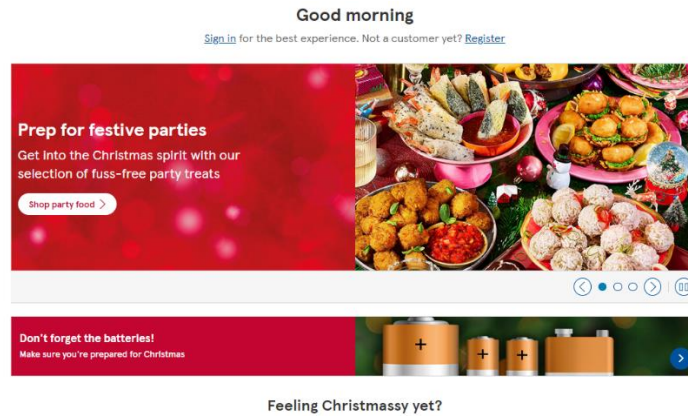 Good morning
Sign in for the best experience. Not a customer yet? Register
Prep for festive parties
Get into the Christmas spirit with our
selection of fuss-free party treats
Shop party food
Don't forget the batteries!
Make sure you're prepared for Christmas
Feeling Christmassy yet?